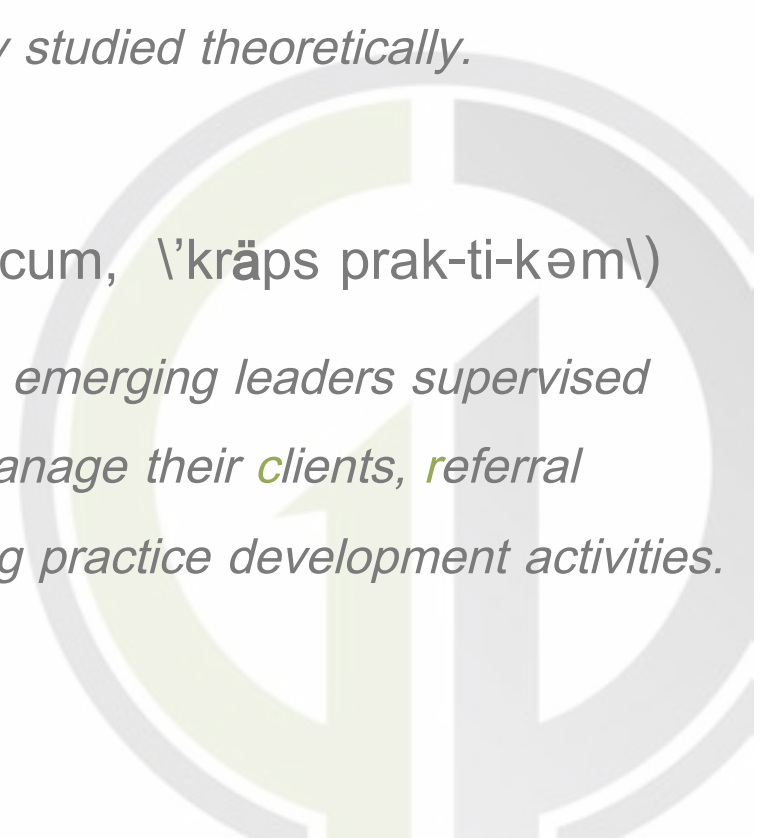 studied theoretically.
cum, \’kräps prak-ti-kəm\)
emerging leaders supervised
anage their clients, referral
g practice development activities.